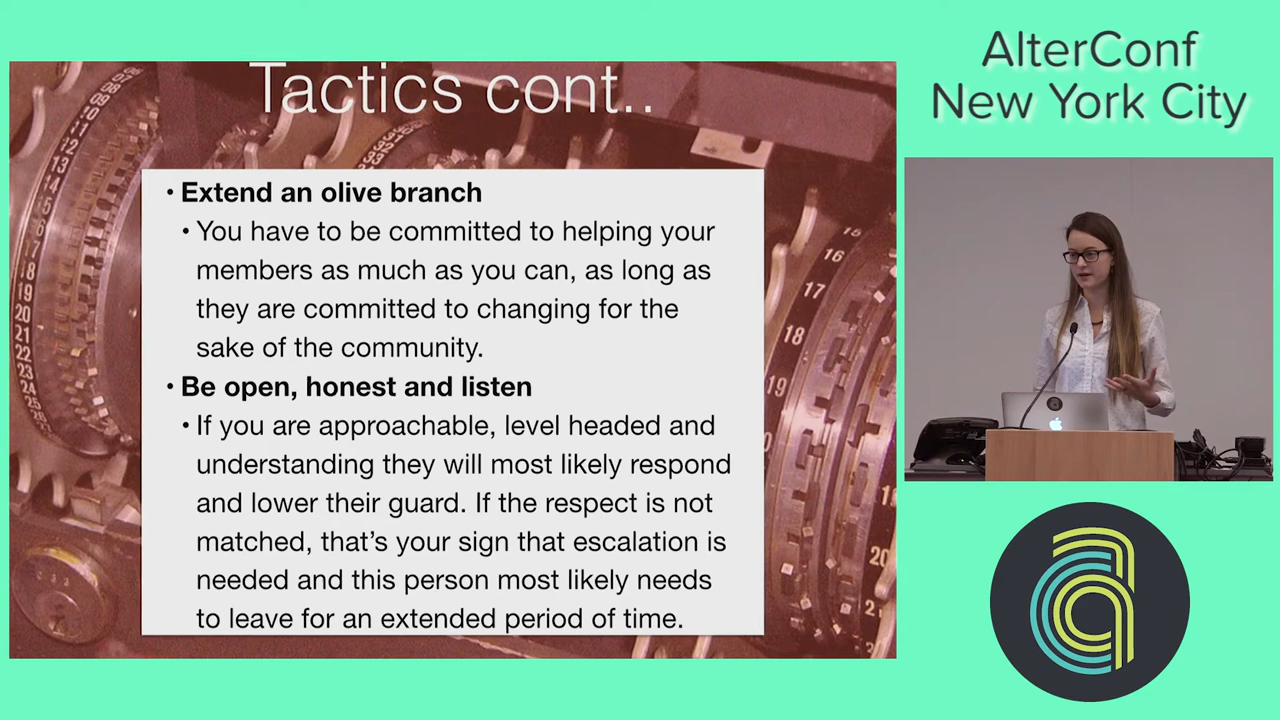 AlterConf
New York City
Tactics cont..
• Extend an olive branch
• You have to be committed to helping your
members as much as you can, as long as
they are committed to changing for the
sake of the community.
• Be open, honest and listen
• If you are approachable, level headed and
understanding they will most likely respond
and lower their guard. If the respect is not
matched, that’s your sign that escalation is
needed and this person most likely needs
to leave for an extended period of time.